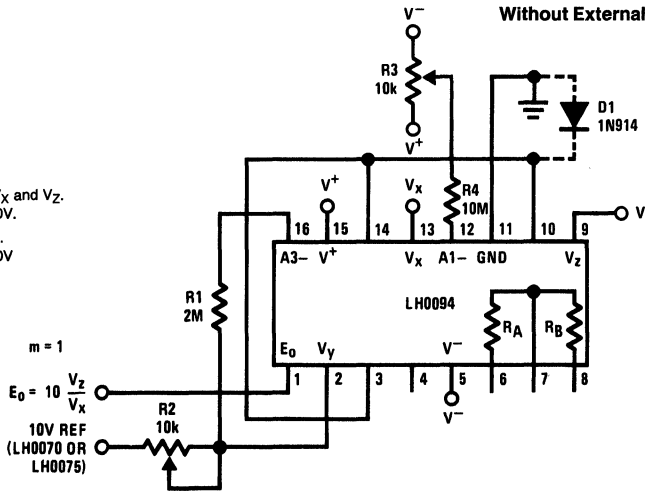 Without External
V−
R3
10k
V+
D1
1N914
X and VZ.
0V.
.
0V
V+
Vx
R4
10M
V
16 15 14 13 12 11 10 9
A3− V+ Vx A1− GND Vz
R1
2M
LH0094
RA RB
m = 1
Eo Vy V−
1 2 3 4 5 6 7 8
Eo = 10 Vz
Vx
V−
R2
10k
10V REF
(LH0070 OR
LH0075)